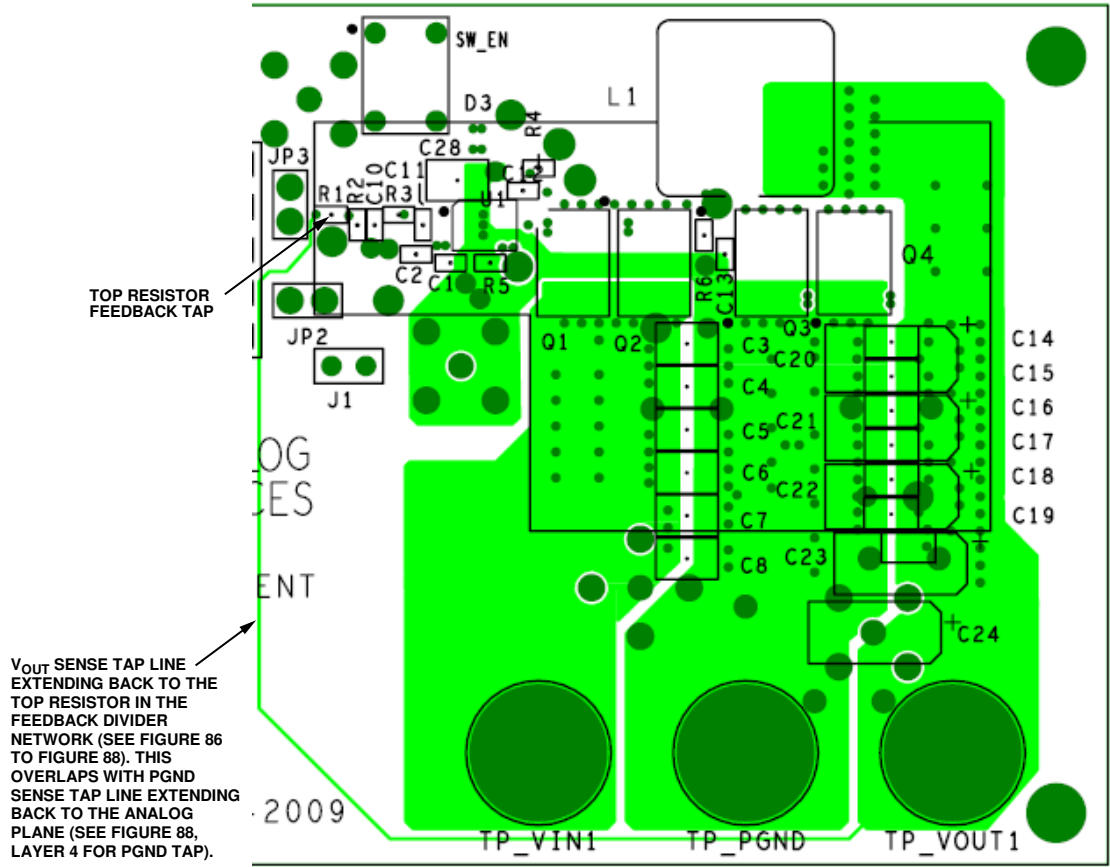 SW_EN
D3
L1
R4
JP3
C28
C11
C12
R1
R2
C10
R3
U1
TOP RESISTOR
FEEDBACK TAP
C2
C1
R5
R6
C13
Q4
JP2
Q1
Q2
Q3
C3
C20
C14
J1
C4
C15
C5
C21
C16
C17
OG
CES
C6
C22
C18
C7
C19
C8
C23
ENT
C24
VOUT SENSE TAP LINE
EXTENDING BACK TO THE
TOP RESISTOR IN THE
FEEDBACK DIVIDER
NETWORK (SEE FIGURE 86
TO FIGURE 88). THIS
OVERLAPS WITH PGND
SENSE TAP LINE EXTENDING
BACK TO THE ANALOG
PLANE (SEE FIGURE 88,
LAYER 4 FOR PGND TAP).
-2009
TP_VIN1
TP_PGND
TP_VOUT1